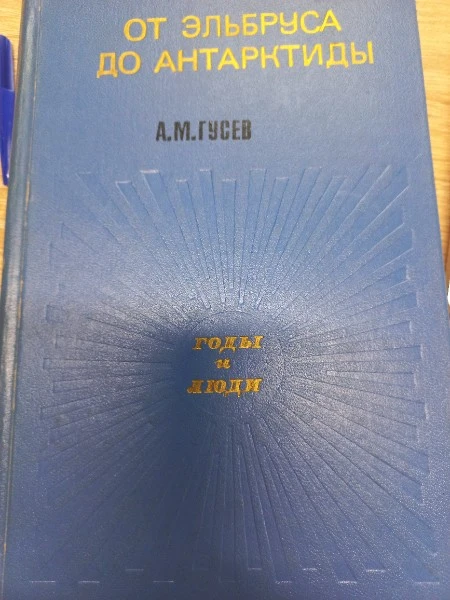 ОТ ЭЛЬБРУСА
ДО АНТАРКТИДЫ
А.М.ГУСЕВ
ГОДЫ
и
ЛЮДИ